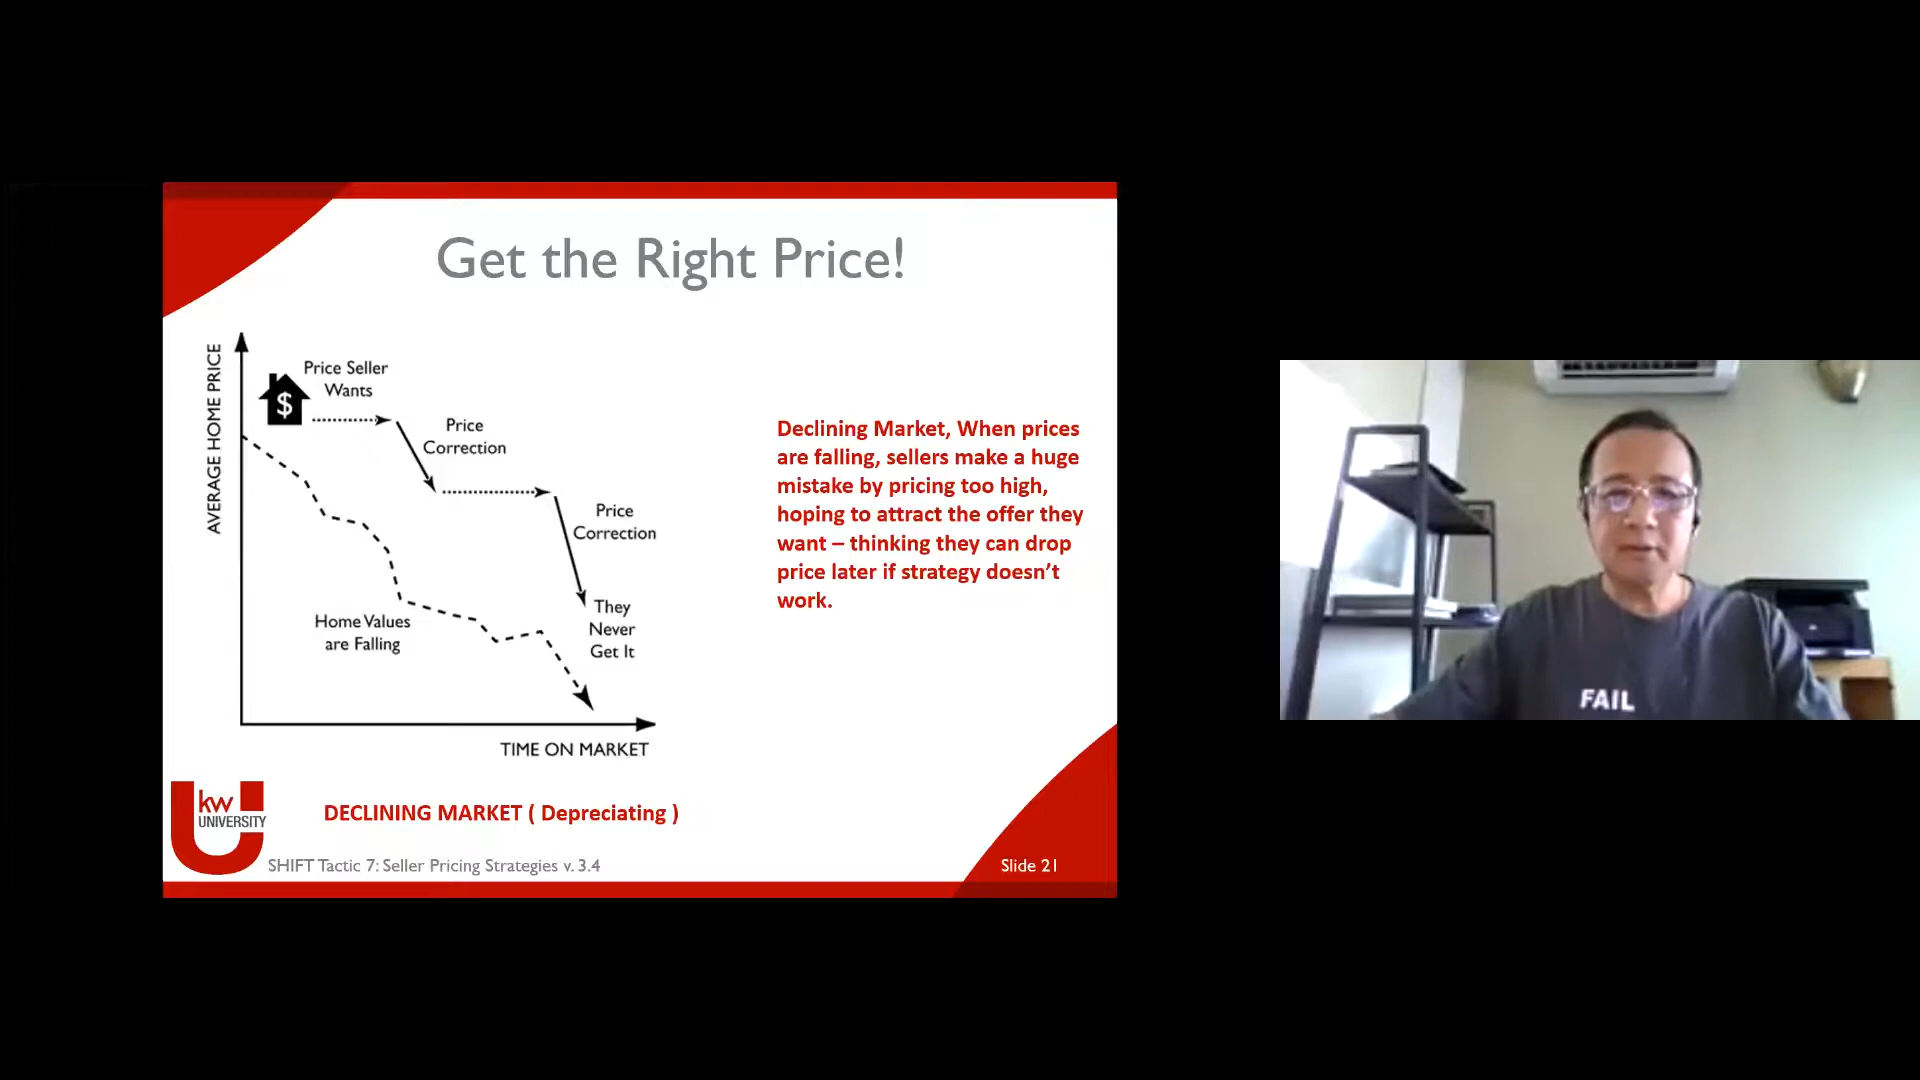 Get the Right Price!
AVERAGE HOME PRICE
Price Seller
Wants
$
Price
Correction
Price
Correction
They
Never
Get It
Home Values
are Falling
TIME ON MARKET
Declining Market, When prices
are falling, sellers make a huge
mistake by pricing too high,
hoping to attract the offer they
want – thinking they can drop
price later if strategy doesn’t
work.
kw
UNIVERSITY
DECLINING MARKET ( Depreciating )
SHIFT Tactic 7: Seller Pricing Strategies v. 3.4
Slide 21
FAIL